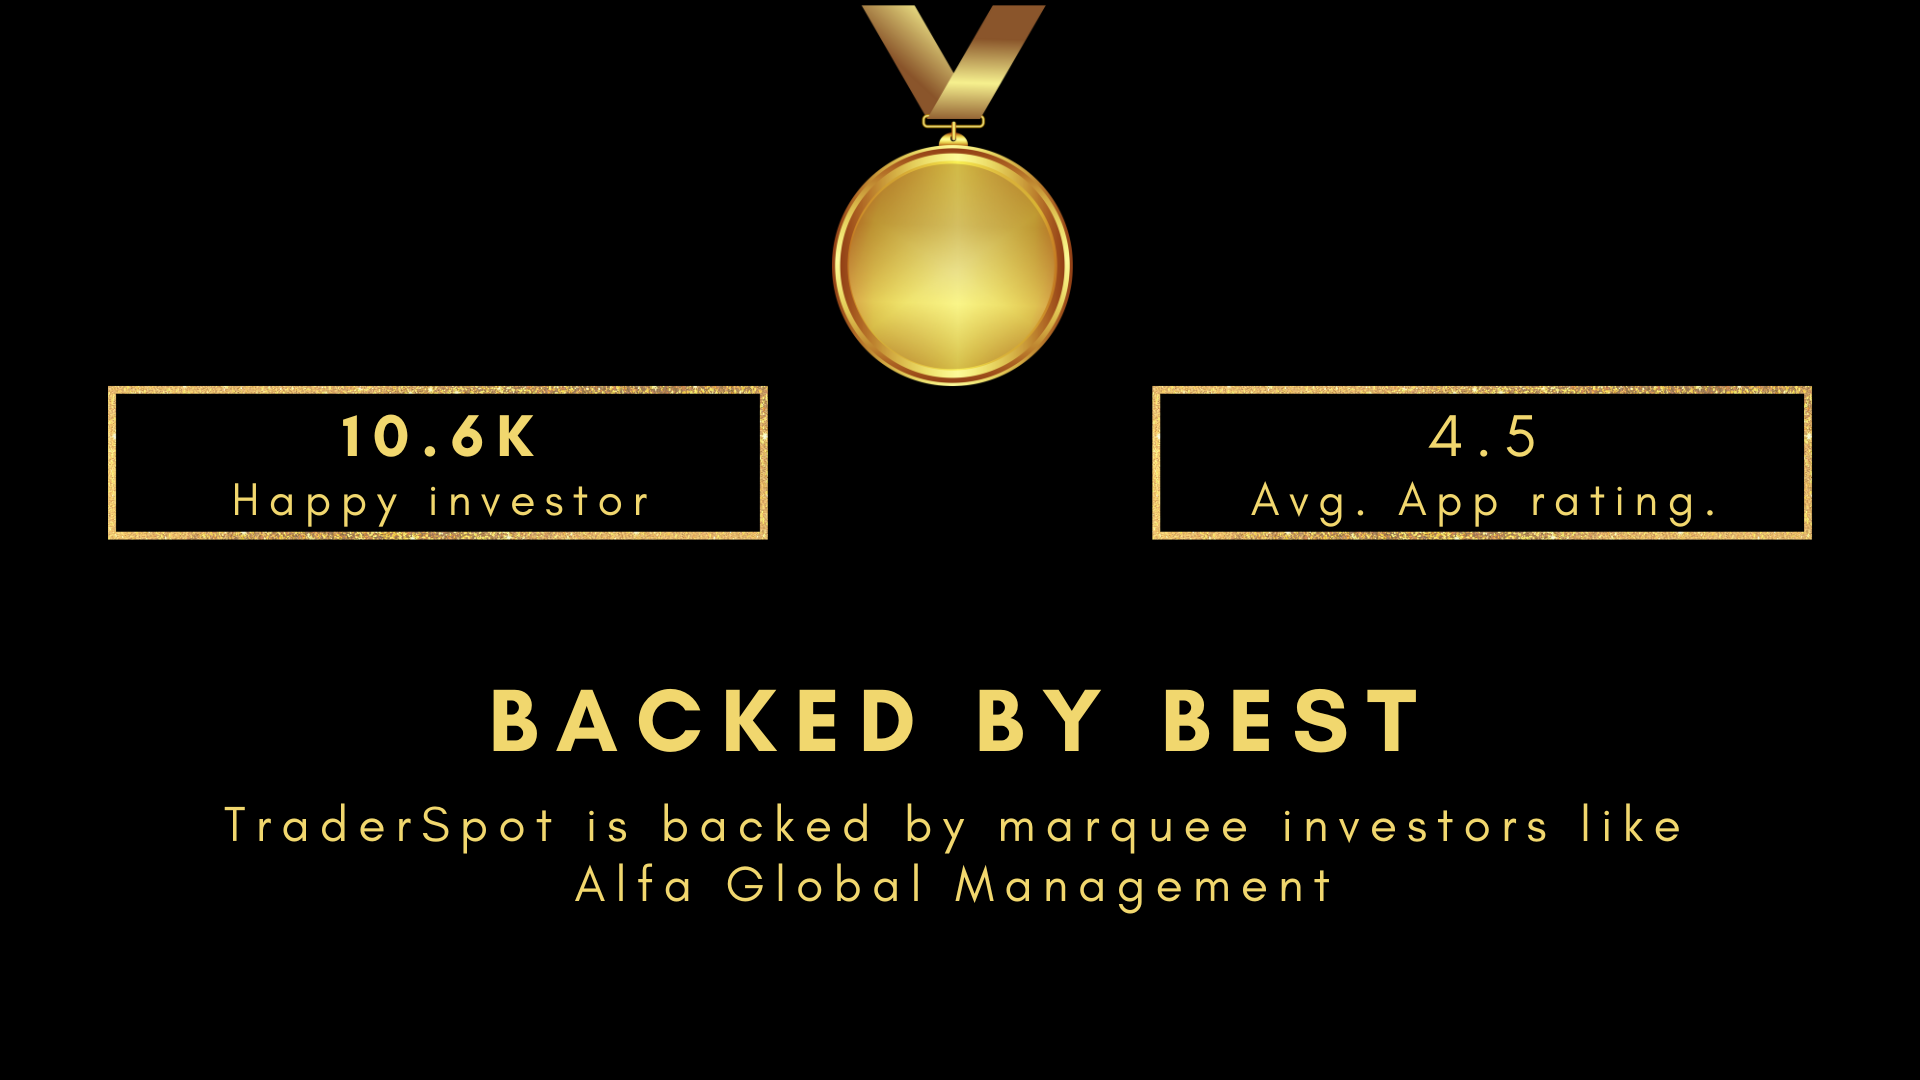 10.6K
Happy investor
4.5
Avg. App rating.
BACKED BY BEST
TraderSpot is backed by marquee investors like
Alfa Global Management